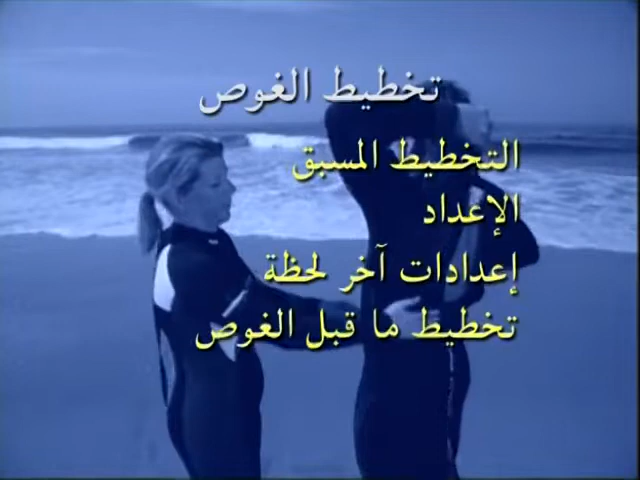 تخطيط الغوص
التخطيط المسبق
الإعداد
إعدادات آخر لحظة
تخطيط ما قبل الغوص